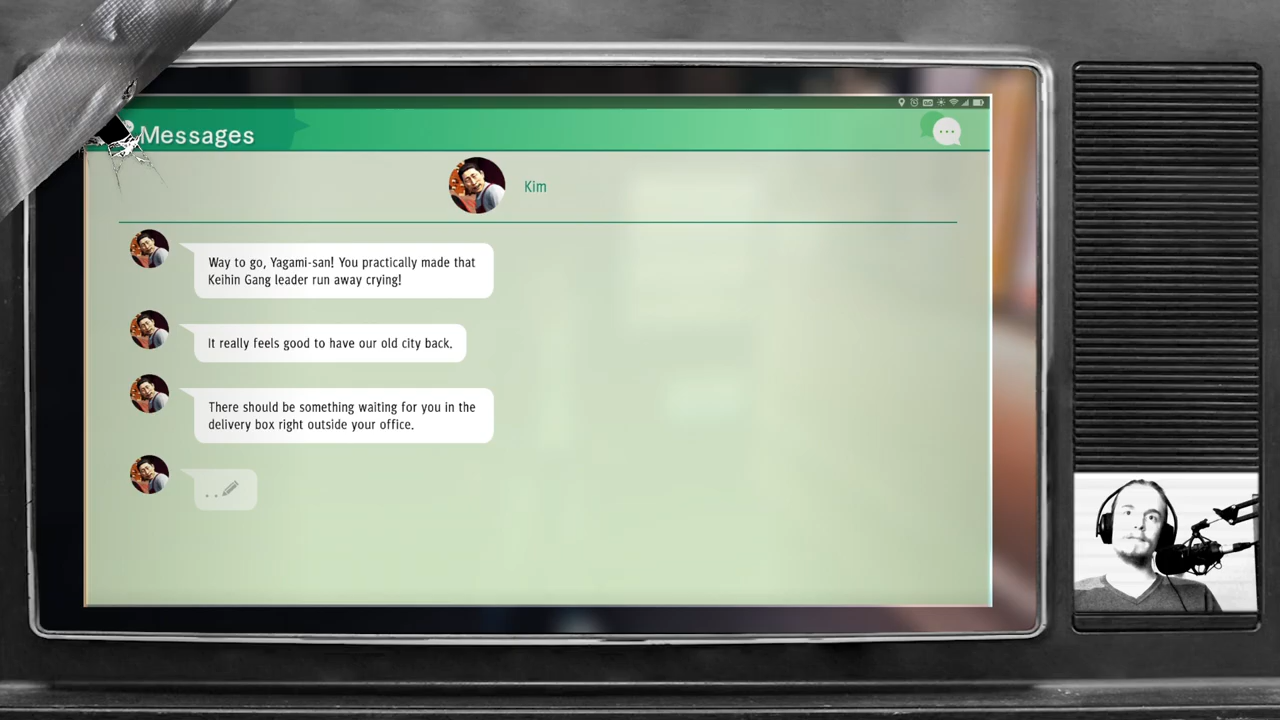 Messages
Kim
Way to go, Yagami-san! You practically made that
Keihin Gang leader run away crying!
It really feels good to have our old city back.
There should be something waiting for you in the
delivery box right outside your office.